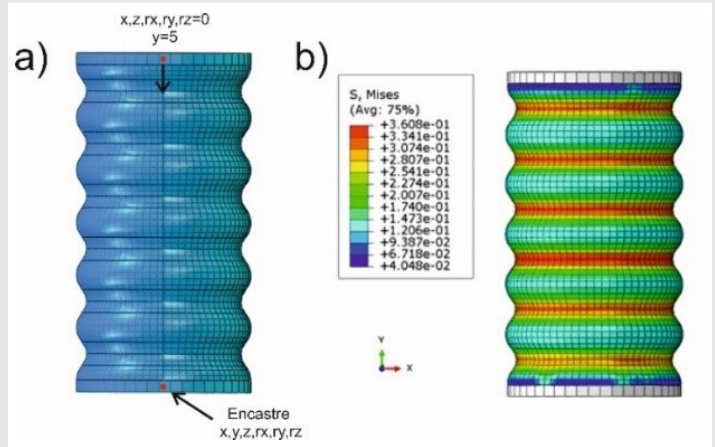 x,z,rx,ry,rz=0
y=5
a)
Encastre
x,y,z,rx,ry,rz
b)
S, Mises
(Avg: 75%)
+3.608e-01
+3.341e-01
+3.074e-01
+2.807e-01
+2.541e-01
+2.274e-01
+2.007e-01
+1.740e-01
+1.473e-01
+1.206e-01
+9.387e-02
+6.718e-02
+4.048e-02
Y
X